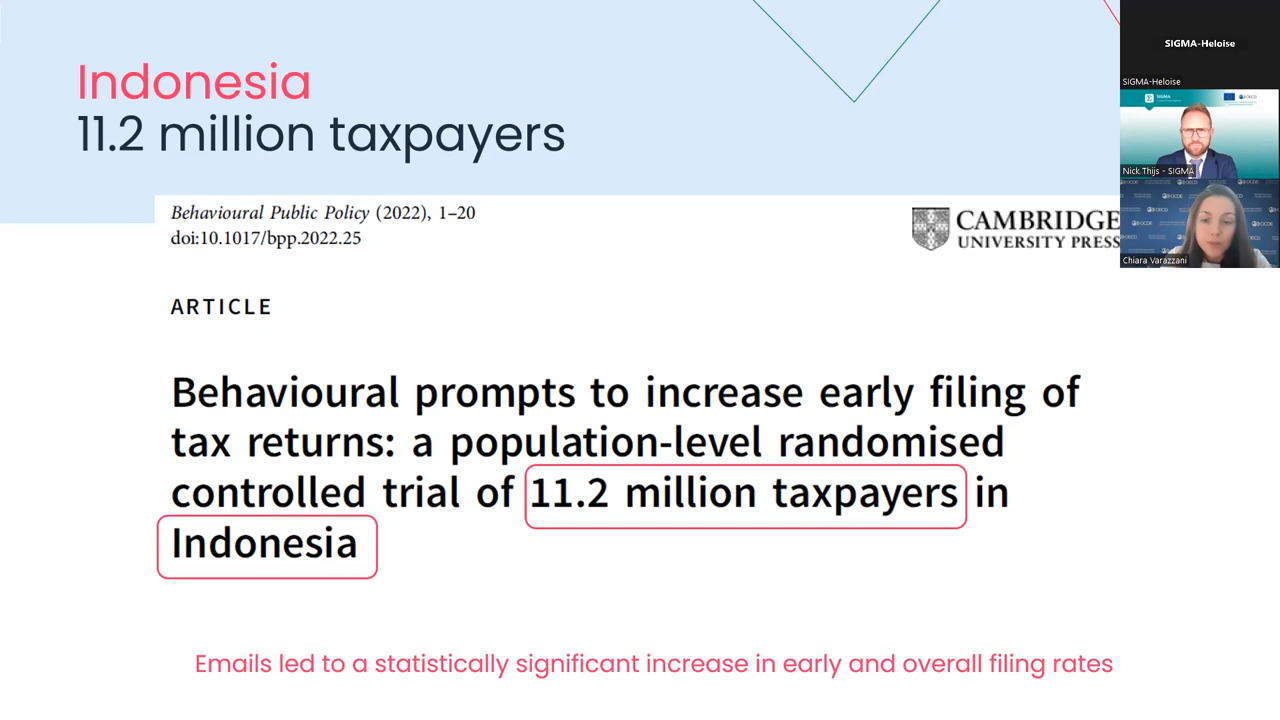 Indonesia
11.2 million taxpayers
Behavioural Public Policy (2022), 1–20
doi:10.1017/bpp.2022.25
CAMBRIDGE
UNIVERSITY PRESS
ARTICLE
Behavioural prompts to increase early filing of
tax returns: a population-level randomised
controlled trial of 11.2 million taxpayers in
Indonesia
Emails led to a statistically significant increase in early and overall filing rates
SIGMA-Heloise
SIGMA-Heloise
SIGMA
Nick Thijs - SIGMA
Chiara Varazzani